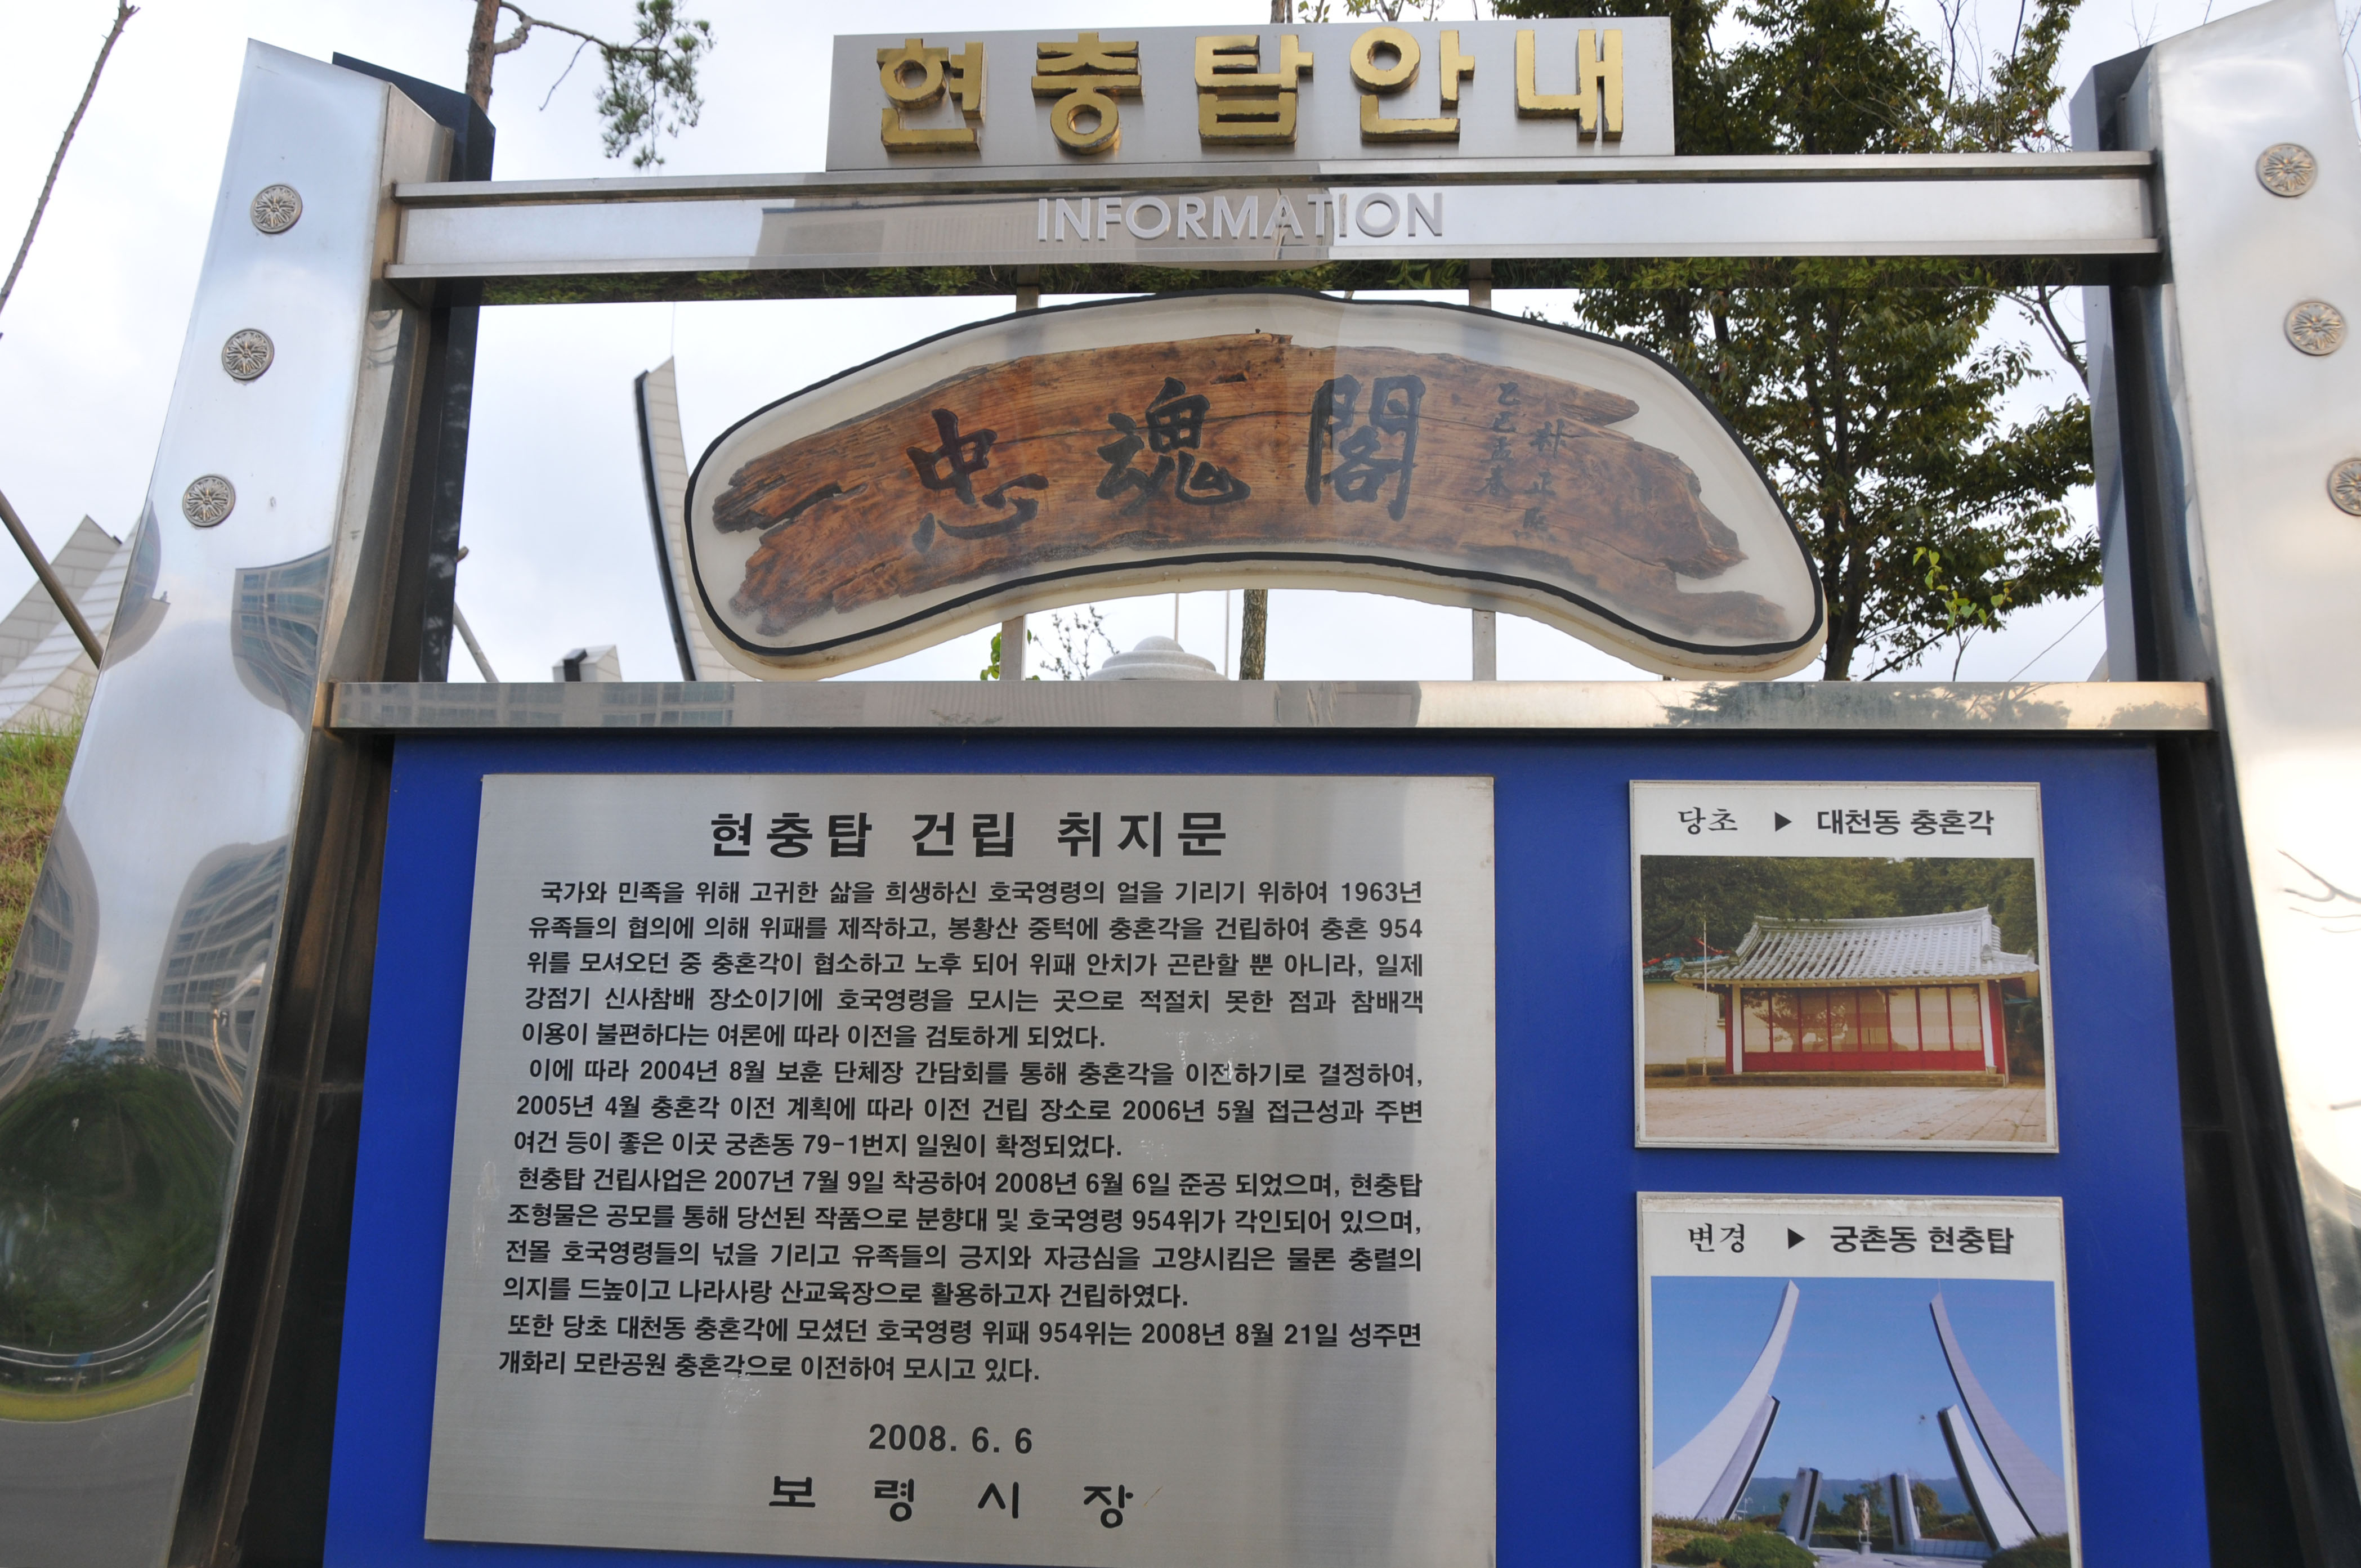 현충탑안내
INFORMATION
忠魂閣
己巳孟春
朴正熙
현충탑 건립 취지문
국가와 민족을 위해 고귀한 삶을 희생하신 호국영령의 얼을 기리기 위하여 1963년
유족들의 협의에 의해 위패를 제작하고, 봉황산 중턱에 충혼각을 건립하여 충혼 954
위를 모셔오던 중 충혼각이 협소하고 노후 되어 위패 안치가 곤란할 뿐 아니라, 일제
강점기 신사참배 장소이기에 호국영령을 모시는 곳으로 적절치 못한 점과 참배객
이용이 불편하다는 여론에 따라 이전을 검토하게 되었다.
이에 따라 2004년 8월 보훈 단체장 간담회를 통해 충혼각을 이전하기로 결정하여,
2005년 4월 충혼각 이전 계획에 따라 이전 건립 장소로 2006년 5월 접근성과 주변
여건 등이 좋은 이곳 궁촌동 79-1번지 일원이 확정되었다.
현충탑 건립사업은 2007년 7월 9일 착공하여 2008년 6월 6일 준공 되었으며, 현충탑
조형물은 공모를 통해 당선된 작품으로 분향대 및 호국영령 954위가 각인되어 있으며,
전몰 호국영령들의 넋을 기리고 유족들의 긍지와 자긍심을 고양시킴은 물론 충렬의
의지를 드높이고 나라사랑 산교육장으로 활용하고자 건립하였다.
또한 당초 대천동 충혼각에 모셨던 호국영령 위패 954위는 2008년 8월 21일 성주면
개화리 모란공원 충혼각으로 이전하여 모시고 있다.
2008. 6. 6
보령시장
당초 ▶ 대천동 충혼각
변경 ▶ 궁촌동 현충탑